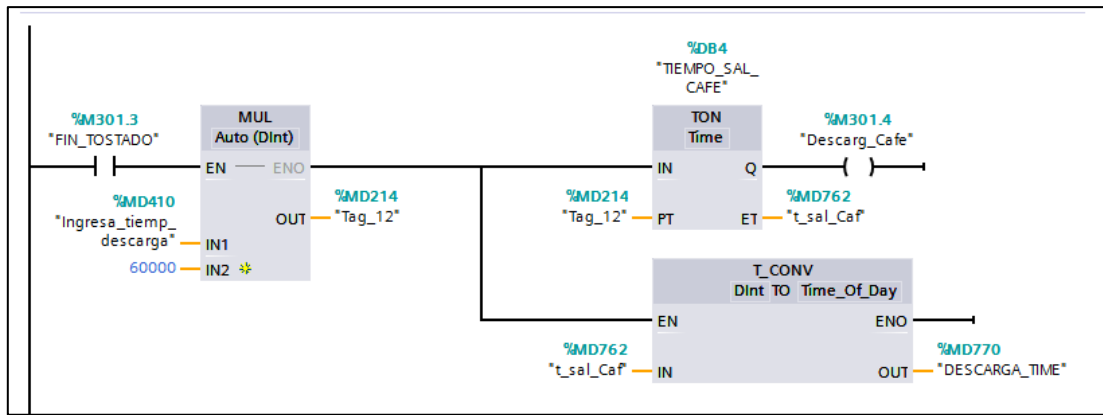 %DB4
"TIEMPO_SAL_
CAFE"
%M301.3
"FIN_TOSTADO"
MUL
Auto (DInt)
EN
ENO
%MD410
"Ingresa_tiemp_
descarga"
IN1
60000
IN2
OUT
%MD214
"Tag_12"
TON
Time
IN
Q
%MD214
"Tag_12"
PT
ET
%M301.4
"Descarg_Cafe"
%MD762
"t_sal_Caf"
T_CONV
DInt TO Time_Of_Day
EN
ENO
%MD762
"t_sal_Caf"
IN
OUT
%MD770
"DESCARGA_TIME"